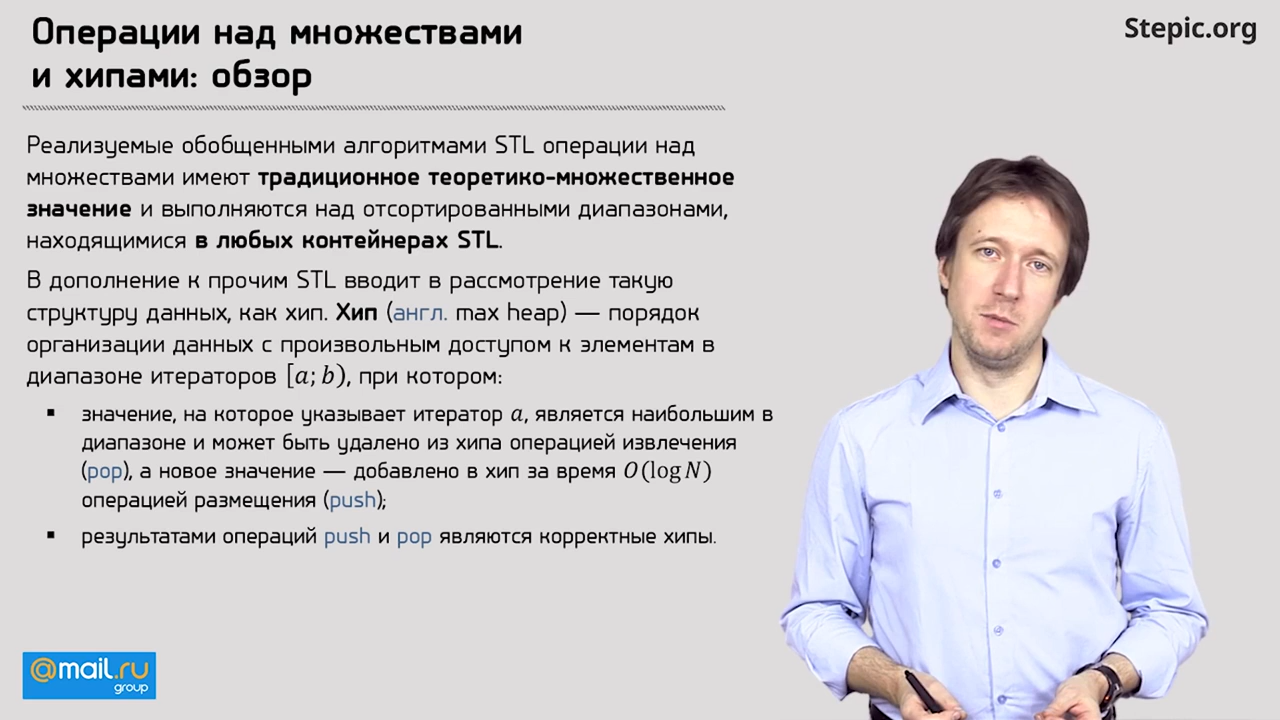 Операции над множествами
и хипами: обзор
Stepic.org
Реализуемые обобщенными алгоритмами STL операции над
множествами имеют традиционное теоретико-множественное
значение и выполняются над отсортированными диапазонами,
находящимися в любых контейнерах STL.
В дополнение к прочим STL вводит в рассмотрение такую
структуру данных, как хип. Хип (англ. max heap) — порядок
организации данных с произвольным доступом к элементам в
диапазоне итераторов [a; b), при котором:
▪ значение, на которое указывает итератор a, является наибольшим в
диапазоне и может быть удалено из хипа операцией извлечения
(pop), а новое значение — добавлено в хип за время O(log N)
операцией размещения (push);
▪ результатами операций push и pop являются корректные хипы.
@mail.ru
group